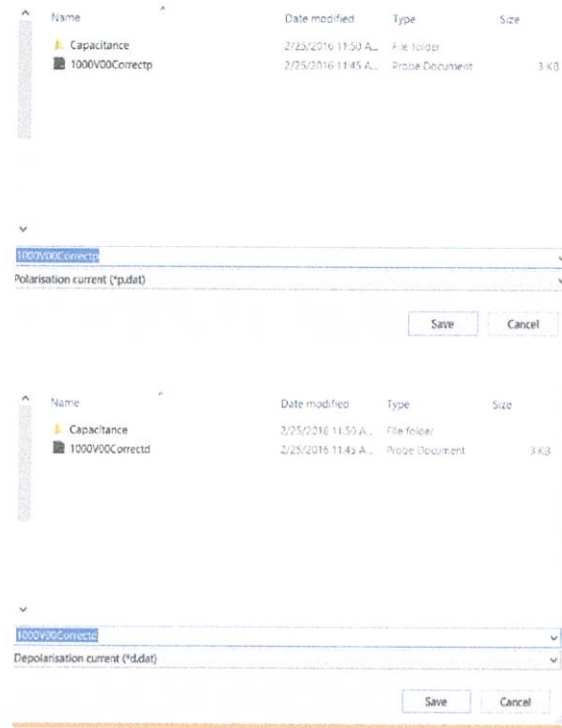 Name Date modified Type Size
Capacitance 2/25/2016 11:50 A... File folder
1000V00Correctp 2/25/2016 11:45 A... Probe Document 3 KB
1000V00Correctp
Polarisation current (*p.dat)
Save Cancel
Name Date modified Type Size
Capacitance 2/25/2016 11:50 A... File folder
1000V00Correctd 2/25/2016 11:45 A... Probe Document 3 KB
1000V00Correctd
Depolarisation current (*d.dat)
Save Cancel